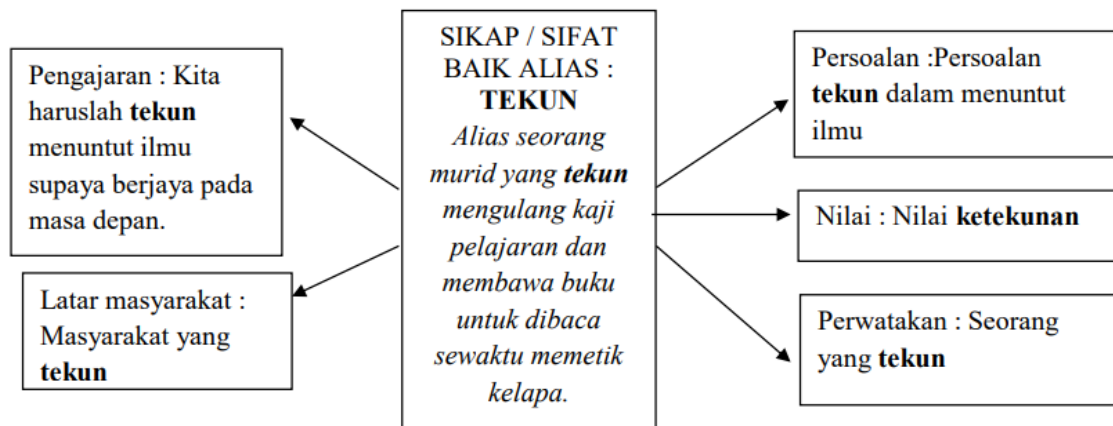 Pengajaran : Kita
haruslah tekun
menuntut ilmu
supaya berjaya pada
masa depan.
Latar masyarakat :
Masyarakat yang
tekun
SIKAP / SIFAT
BAIK ALIAS :
TEKUN
Alias seorang
murid yang tekun
mengulang kaji
pelajaran dan
membawa buku
untuk dibaca
sewaktu memetik
kelapa.
Persoalan :Persoalan
tekun dalam menuntut
ilmu
Nilai : Nilai ketekunan
Perwatakan : Seorang
yang tekun